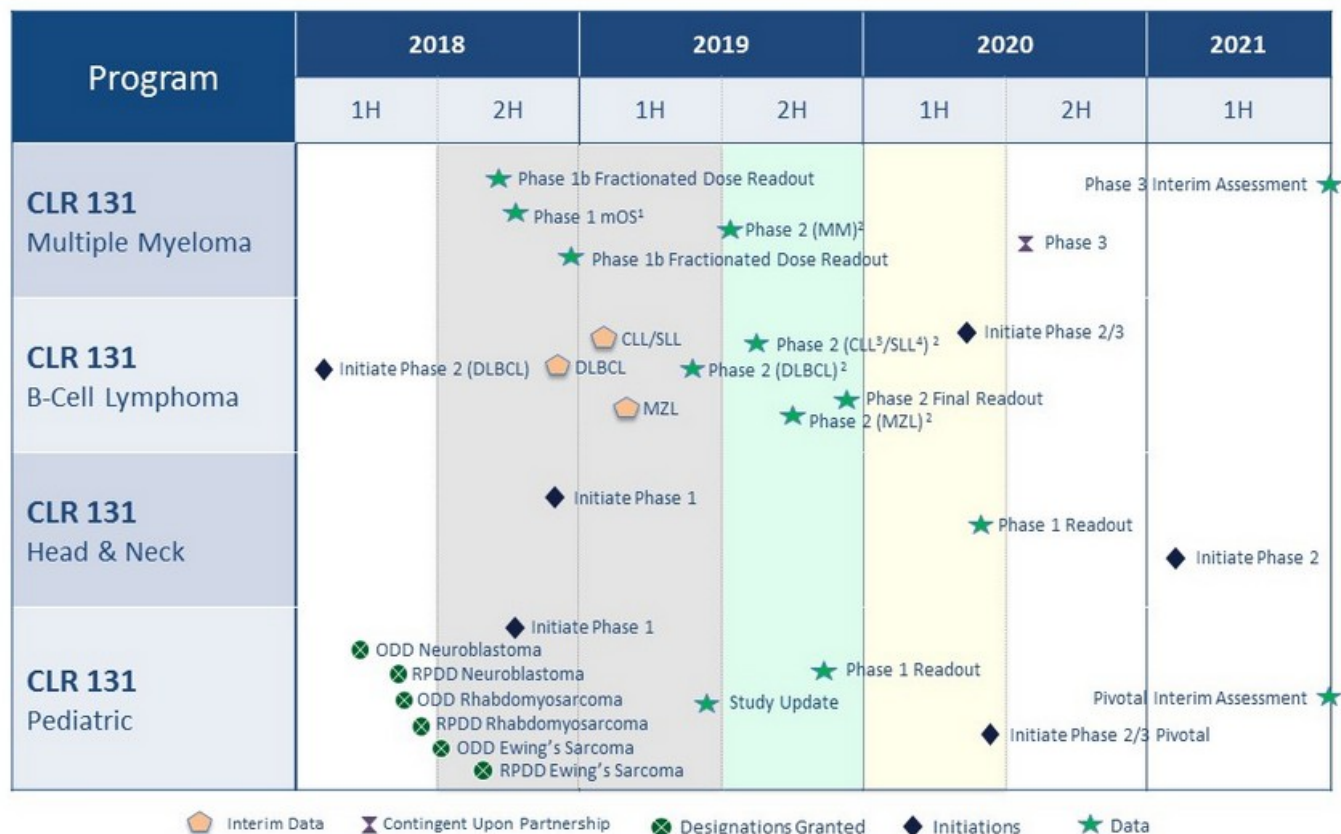 Program
2018
2019
2020
2021
1H
2H
1H
2H
1H
2H
1H
CLR 131
Multiple Myeloma
Phase 1b Fractionated Dose Readout
Phase 1 mOS¹
Phase 1b Fractionated Dose Readout
Phase 2 (MM)²
Phase 3
Phase 3 Interim Assessment
CLR 131
B-Cell Lymphoma
Initiate Phase 2 (DLBCL)
DLBCL
CLL/SLL
MZL
Phase 2 (CLL³/SLL⁴) ²
Phase 2 (DLBCL) ²
Phase 2 Final Readout
Phase 2 (MZL) ²
Initiate Phase 2/3
CLR 131
Head & Neck
Initiate Phase 1
Phase 1 Readout
Initiate Phase 2
CLR 131
Pediatric
Initiate Phase 1
ODD Neuroblastoma
RPDD Neuroblastoma
ODD Rhabdomyosarcoma
RPDD Rhabdomyosarcoma
ODD Ewing's Sarcoma
RPDD Ewing's Sarcoma
Study Update
Phase 1 Readout
Initiate Phase 2/3 Pivotal
Pivotal Interim Assessment
Interim Data
Contingent Upon Partnership
Designations Granted
Initiations
Data